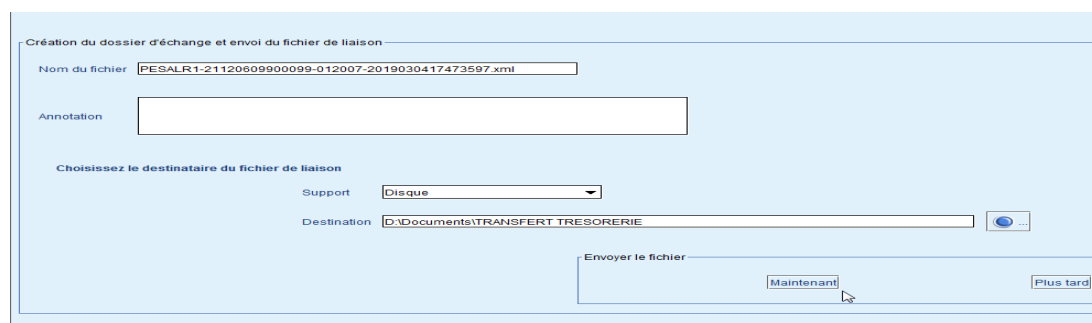 Création du dossier d'échange et envoi du fichier de liaison
Nom du fichier PESALR1-21120609900099-012007-2019030417473597.xml
Annotation
Choisissez le destinataire du fichier de liaison
Support Disque
Destination D:\Documents\TRANSFERT TRESORERIE ...
Envoyer le fichier
Maintenant Plus tard